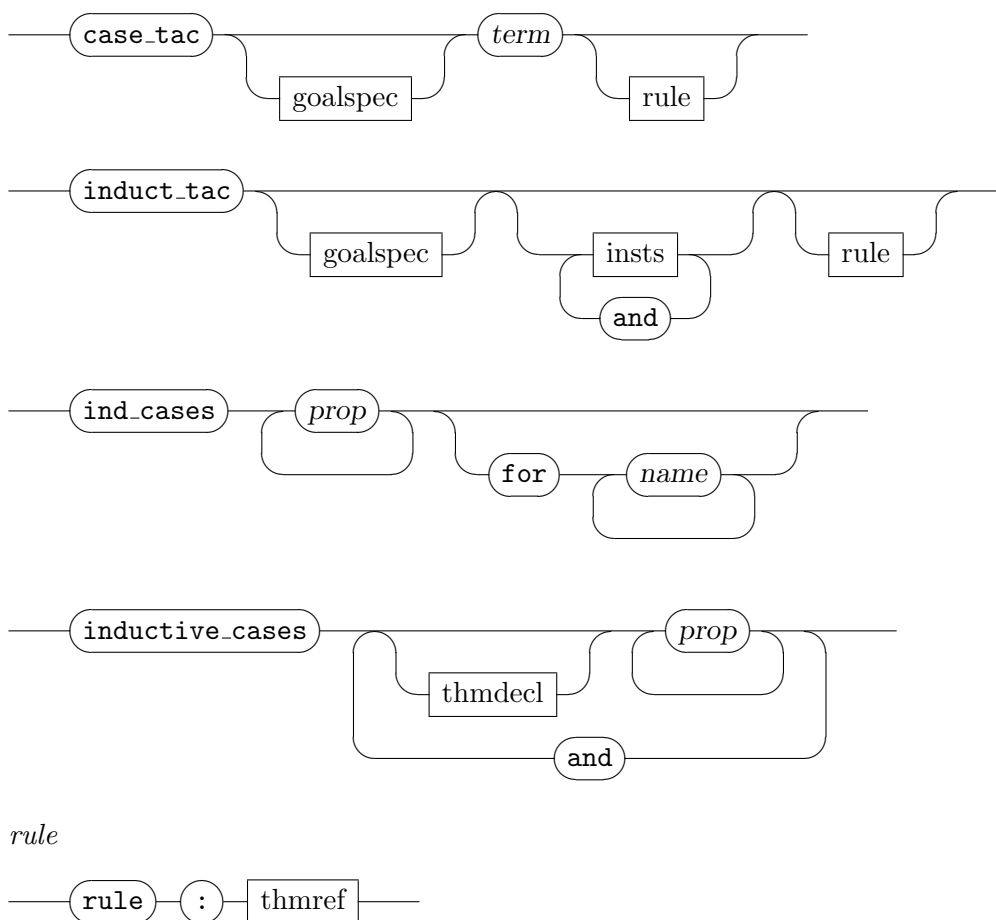 case_tac term
goalspec rule
induct_tac
goalspec insts rule
and
ind_cases prop
for name
inductive_cases prop
thmdecl
and
rule
rule : thmref